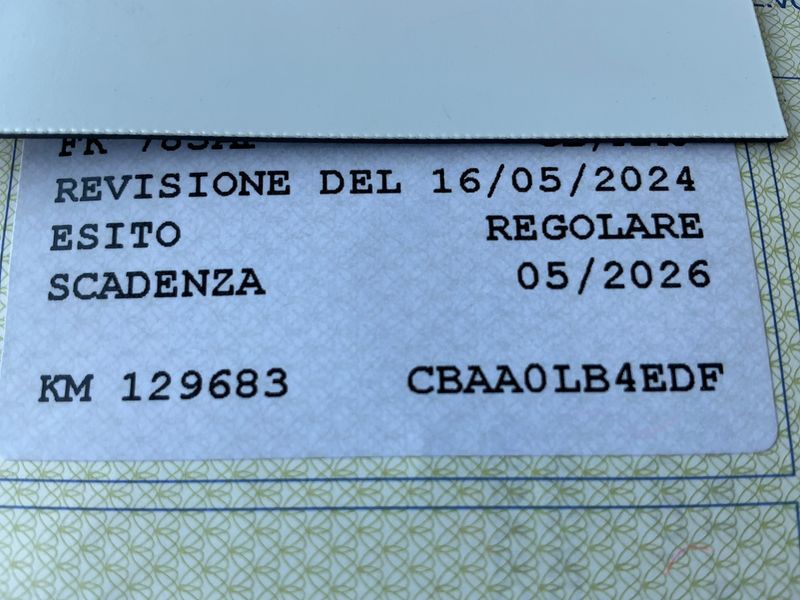 REVISIONE DEL 16/05/2024
ESITO REGOLARE
SCADENZA 05/2026
KM 129683 CBAA0LB4EDF